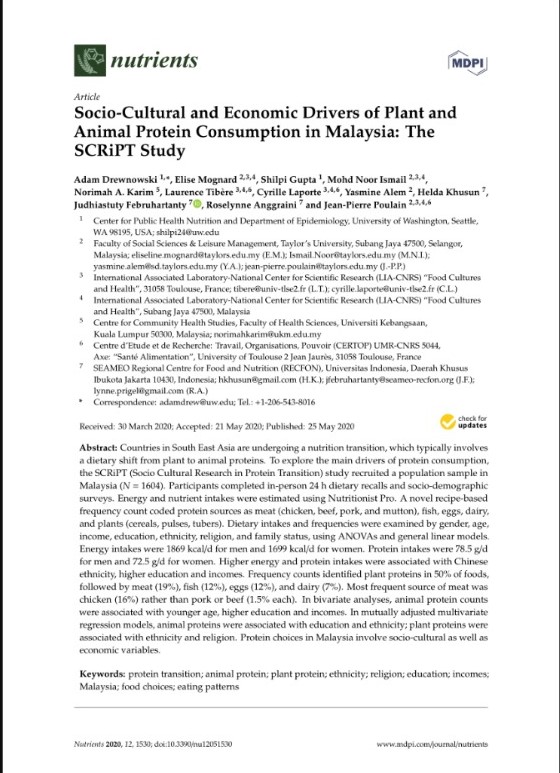 nutrients
MDPI
Article
Socio-Cultural and Economic Drivers of Plant and
Animal Protein Consumption in Malaysia: The
SCRiPT Study
Adam Drewnowski 1,*, Elise Mognard 2,3,4, Shilpi Gupta 1, Mohd Noor Ismail 2,3,4,
Norimah A. Karim 5, Laurence Tibère 3,4,6, Cyrille Laporte 3,4,6, Yasmine Alem 2, Helda Khusun 7,
Judhiastuty Februhartanty 7, Roselynne Anggraini 7 and Jean-Pierre Poulain 2,3,4,6
1 Center for Public Health Nutrition and Department of Epidemiology, University of Washington, Seattle,
WA 98195, USA; shilpi24@uw.edu
2 Faculty of Social Sciences & Leisure Management, Taylor's University, Subang Jaya 47500, Selangor,
Malaysia; eliseline.mognard@taylors.edu.my (E.M.); Ismail.Noor@taylors.edu.my (M.N.I.);
yasmine.alem@sd.taylors.edu.my (Y.A.); jean.pierre.poulain@taylors.edu.my (J.-P.P.)
3 International Associated Laboratory-National Center for Scientific Research (LIA-CNRS) "Food Cultures
and Health", 31058 Toulouse, France; tibere@univ-tlse2.fr (L.T.); cyrille.laporte@univ-tlse2.fr (C.L.)
4 International Associated Laboratory-National Center for Scientific Research (LIA-CNRS) "Food Cultures
and Health", Subang Jaya 47500, Malaysia
5 Centre for Community Health Studies, Faculty of Health Sciences, Universiti Kebangsaan,
Kuala Lumpur 50300, Malaysia; norimahkarim@ukm.edu.my
6 Centre d'Etude et de Recherche: Travail, Organisations, Pouvoir (CERTOP) UMR-CNRS 5044,
Axe: "Santé Alimentation", University of Toulouse 2 Jean Jaurès, 31058 Toulouse, France
7 SEAMEO Regional Centre for Food and Nutrition (RECFON), Universitas Indonesia, Daerah Khusus
Ibukota Jakarta 10430, Indonesia; hkhusun@gmail.com (H.K.); jfebruhartanty@seameo-recfon.org (J.F.);
lynne.prigel@gmail.com (R.A.)
* Correspondence: adamdrew@uw.edu; Tel.: +1-206-543-8016
Received: 30 March 2020; Accepted: 21 May 2020; Published: 25 May 2020
check for
updates
Abstract: Countries in South East Asia are undergoing a nutrition transition, which typically involves
a dietary shift from plant to animal proteins. To explore the main drivers of protein consumption,
the SCRiPT (Socio Cultural Research in Protein Transition) study recruited a population sample in
Malaysia (N = 1604). Participants completed in-person 24 h dietary recalls and socio-demographic
surveys. Energy and nutrient intakes were estimated using Nutritionist Pro. A novel recipe-based
frequency count coded protein sources as meat (chicken, beef, pork, and mutton), fish, eggs, dairy,
and plants (cereals, pulses, tubers). Dietary intakes and frequencies were examined by gender, age,
income, education, ethnicity, religion, and family status, using ANOVAs and general linear models.
Energy intakes were 1869 kcal/d for men and 1699 kcal/d for women. Protein intakes were 78.5 g/d
for men and 72.5 g/d for women. Higher energy and protein intakes were associated with Chinese
ethnicity, higher education and incomes. Frequency counts identified plant proteins in 50% of foods,
followed by meat (19%), fish (12%), eggs (12%), and dairy (7%). Most frequent source of meat was
chicken (16%) rather than pork or beef (1.5% each). In bivariate analyses, animal protein counts
were associated with younger age, higher education and incomes. In mutually adjusted multivariate
regression models, animal proteins were associated with education and ethnicity; plant proteins were
associated with ethnicity and religion. Protein choices in Malaysia involve socio-cultural as well as
economic variables.
Keywords: protein transition; animal protein; plant protein; ethnicity; religion; education; incomes;
Malaysia; food choices; eating patterns
Nutrients 2020, 12, 1530; doi:10.3390/nu12051530
www.mdpi.com/journal/nutrients